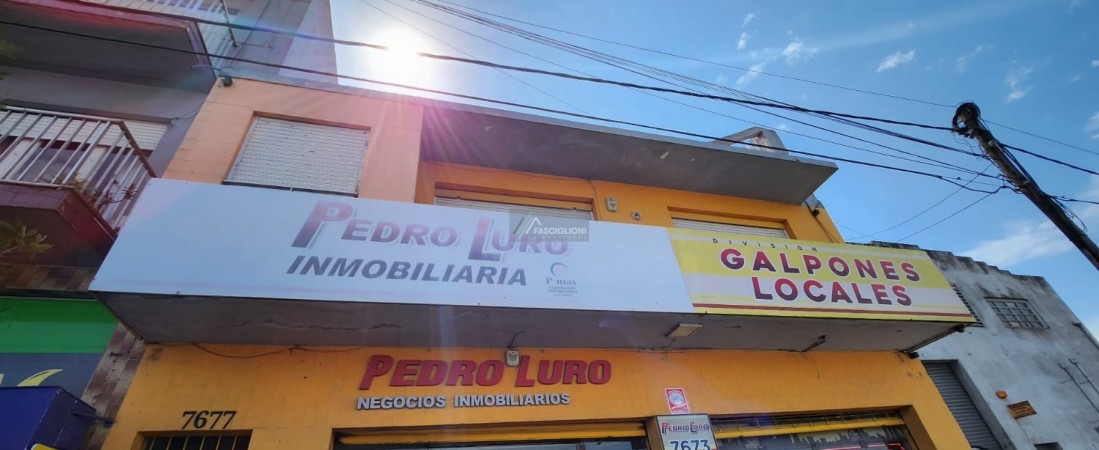 PEDRO LURO
INMOBILIARIA
FASCIGLIONI
DIVISION
GALPONES
LOCALES
PEDRO LURO
NEGOCIOS INMOBILIARIOS
7677
PEDRO LURO
7673